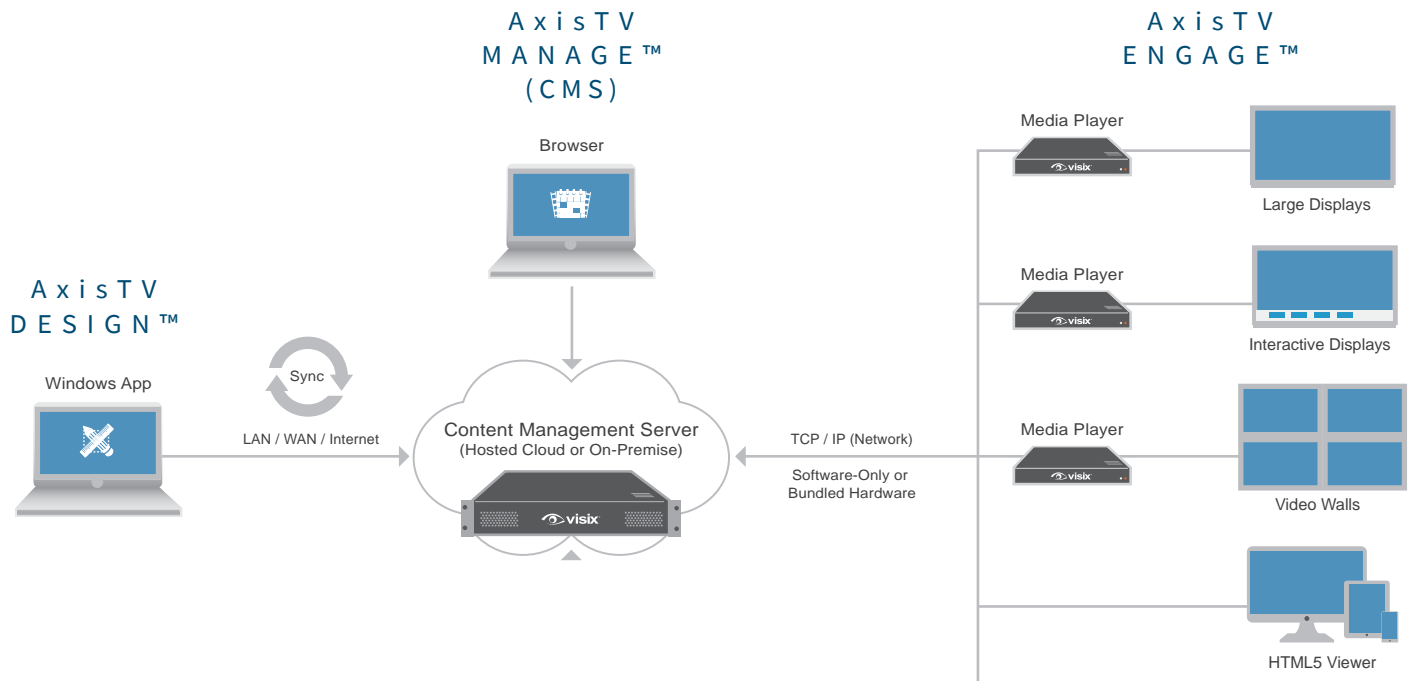 AxisTV
MANAGE™
(CMS)
AxisTV
ENGAGE™
AxisTV
DESIGN™
Browser
Windows App
Sync
LAN / WAN / Internet
Content Management Server
(Hosted Cloud or On-Premise)
visix
TCP / IP (Network)
Software-Only or
Bundled Hardware
Media Player
visix
Large Displays
Media Player
visix
Interactive Displays
Media Player
visix
Video Walls
HTML5 Viewer